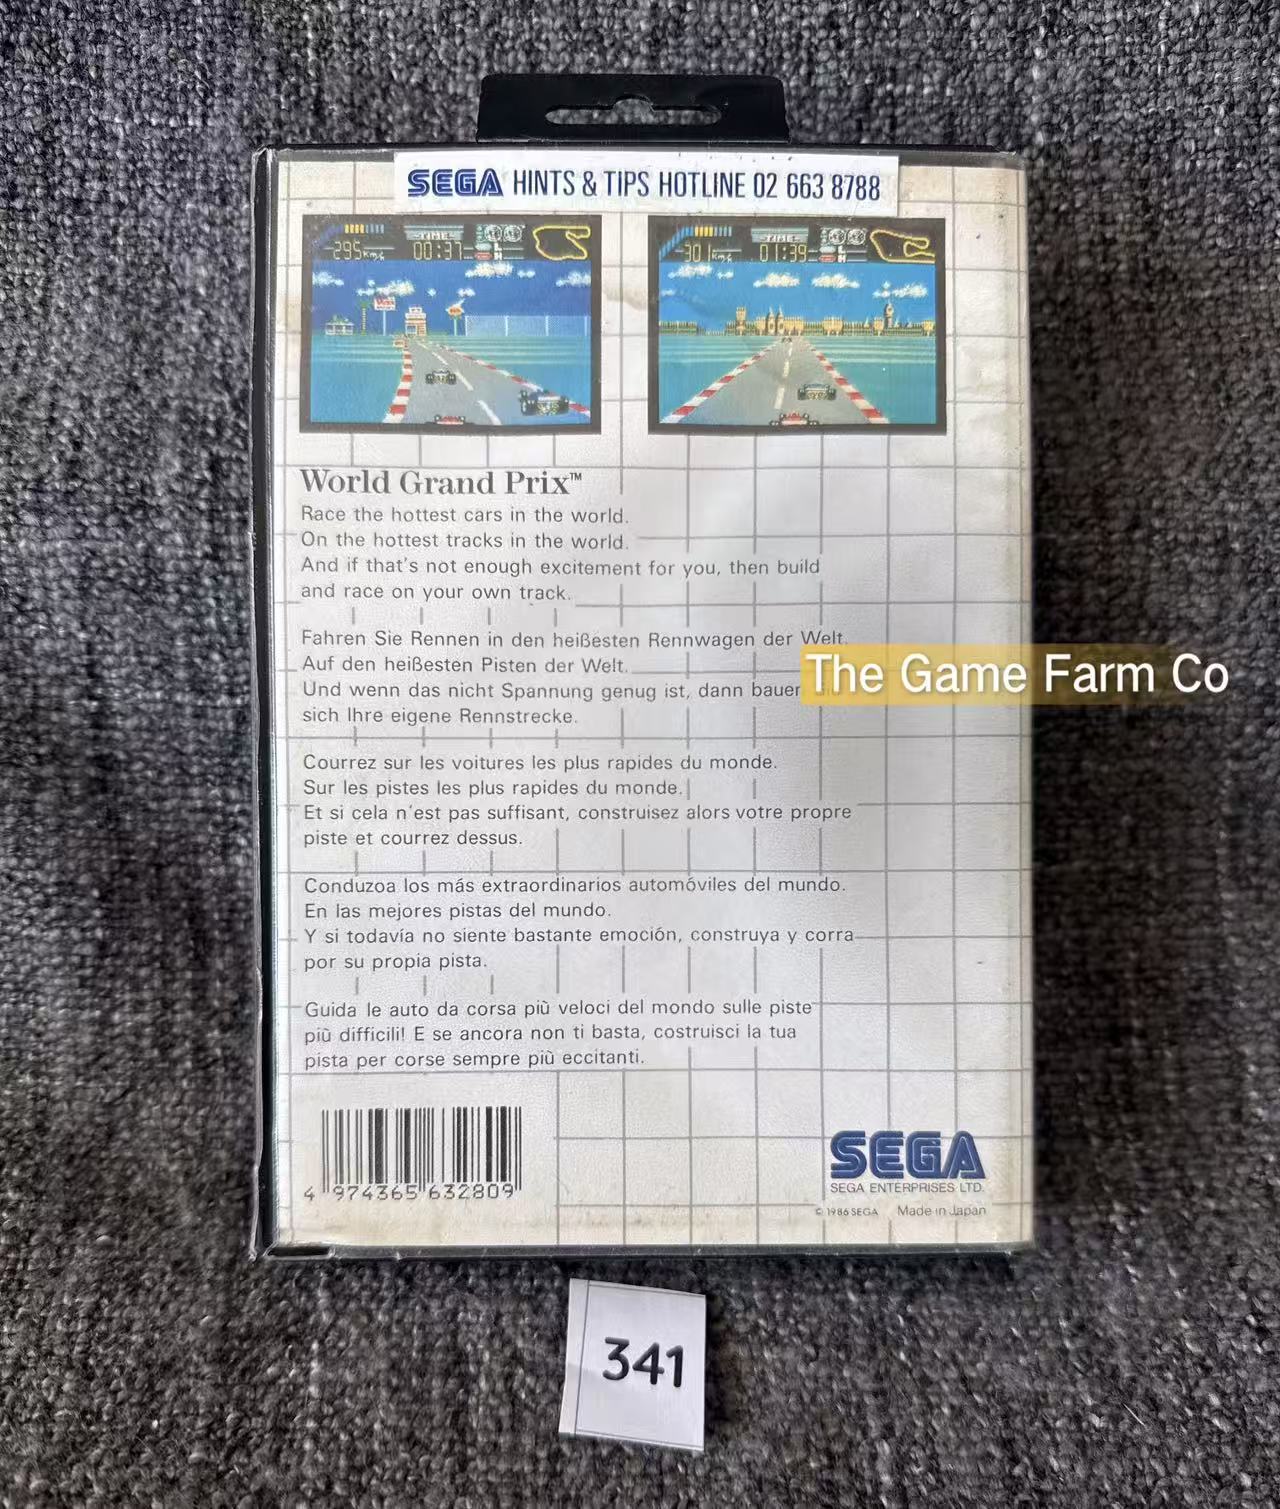 SEGA HINTS & TIPS HOTLINE 02 663 8788
295km/h TIME 00:37 L H
301km/h TIME 01:39 L H
World Grand Prix™
Race the hottest cars in the world.
On the hottest tracks in the world.
And if that's not enough excitement for you, then build
and race on your own track.
Fahren Sie Rennen in den heißesten Rennwagen der Welt.
Auf den heißesten Pisten der Welt.
Und wenn das nicht Spannung genug ist, dann bauen
sich Ihre eigene Rennstrecke.
The Game Farm Co
Courrez sur les voitures les plus rapides du monde.
Sur les pistes les plus rapides du monde.
Et si cela n'est pas suffisant, construisez alors votre propre
piste et courrez dessus.
Conduzoa los más extraordinarios automóviles del mundo.
En las mejores pistas del mundo.
Y si todavía no siente bastante emoción, construya y corra
por su propia pista.
Guida le auto da corsa più veloci del mondo sulle piste
più difficili! E se ancora non ti basta, costruisci la tua
pista per corse sempre più eccitanti.
4 974365 632809
SEGA
SEGA ENTERPRISES LTD.
© 1986 SEGA Made in Japan
341